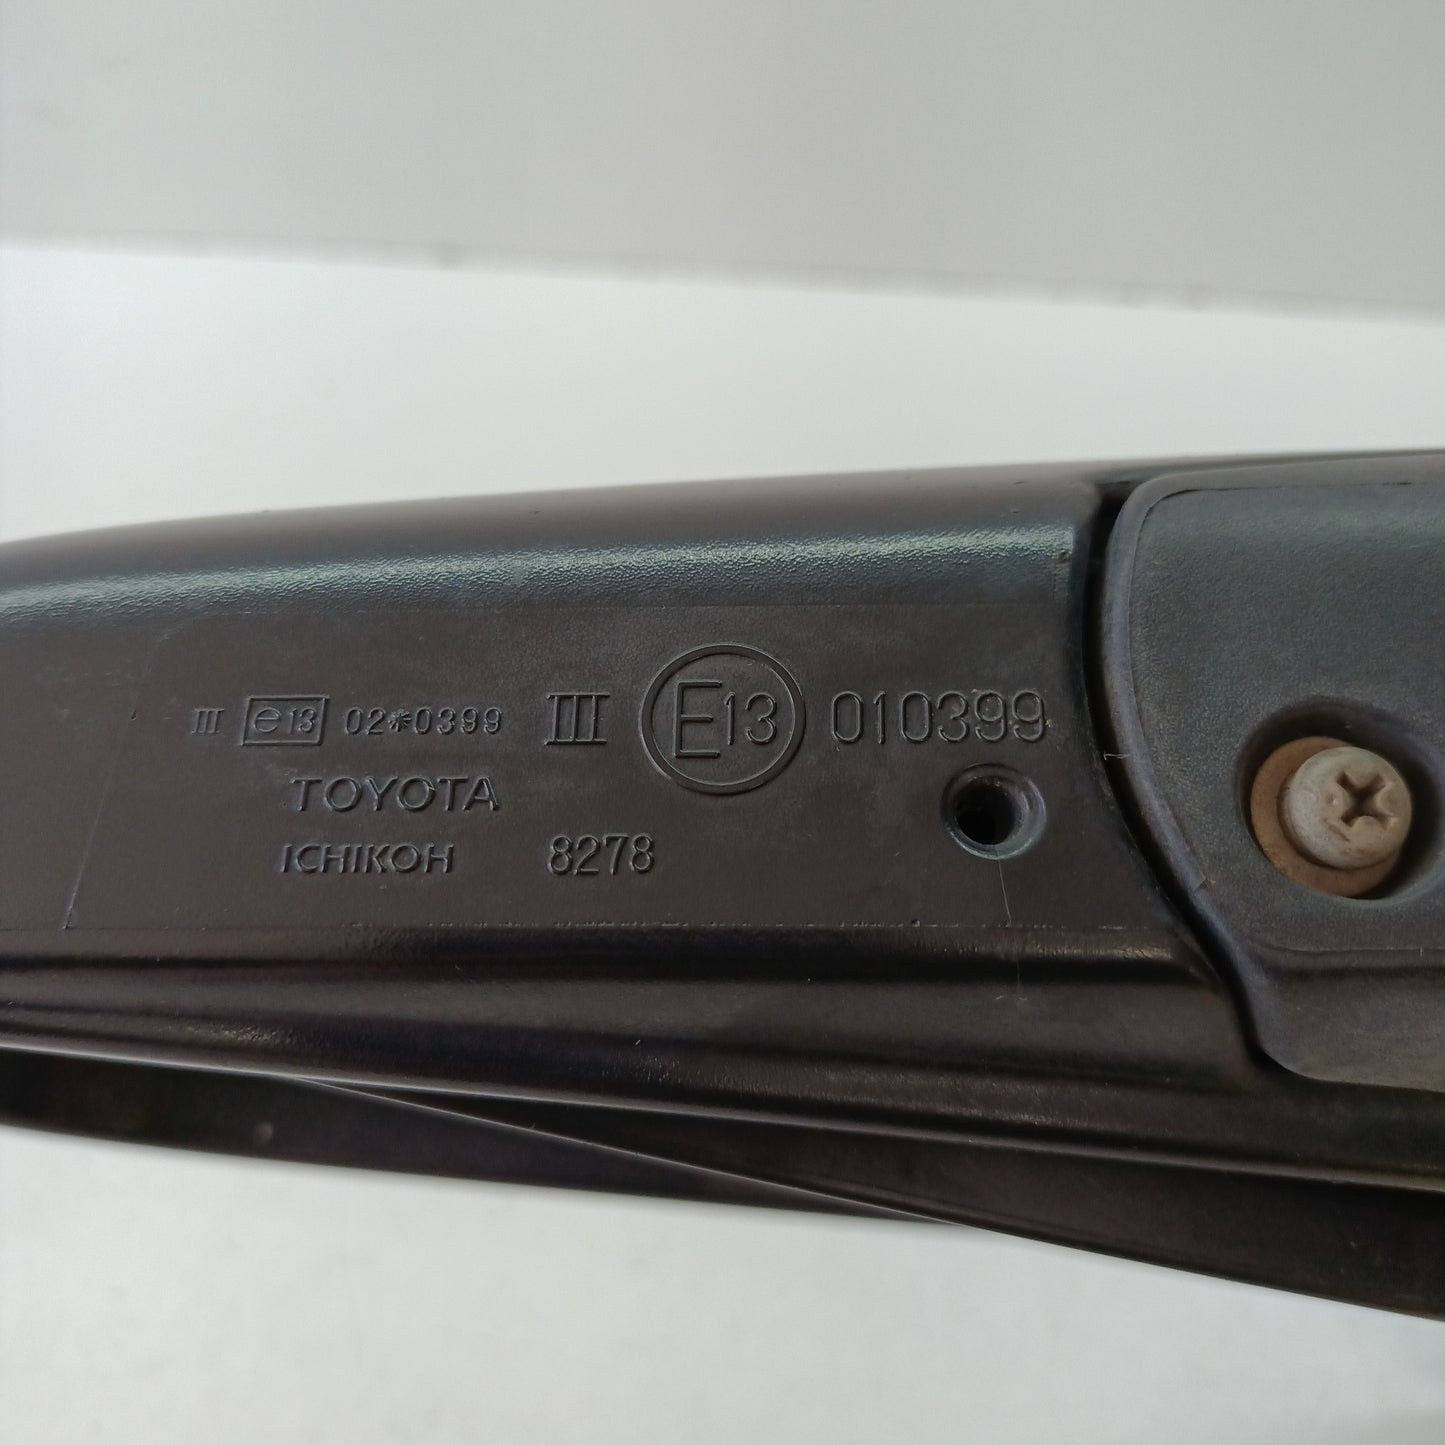 III e13 02*0399 III E13 010399
TOYOTA
ICHIKOH 8278